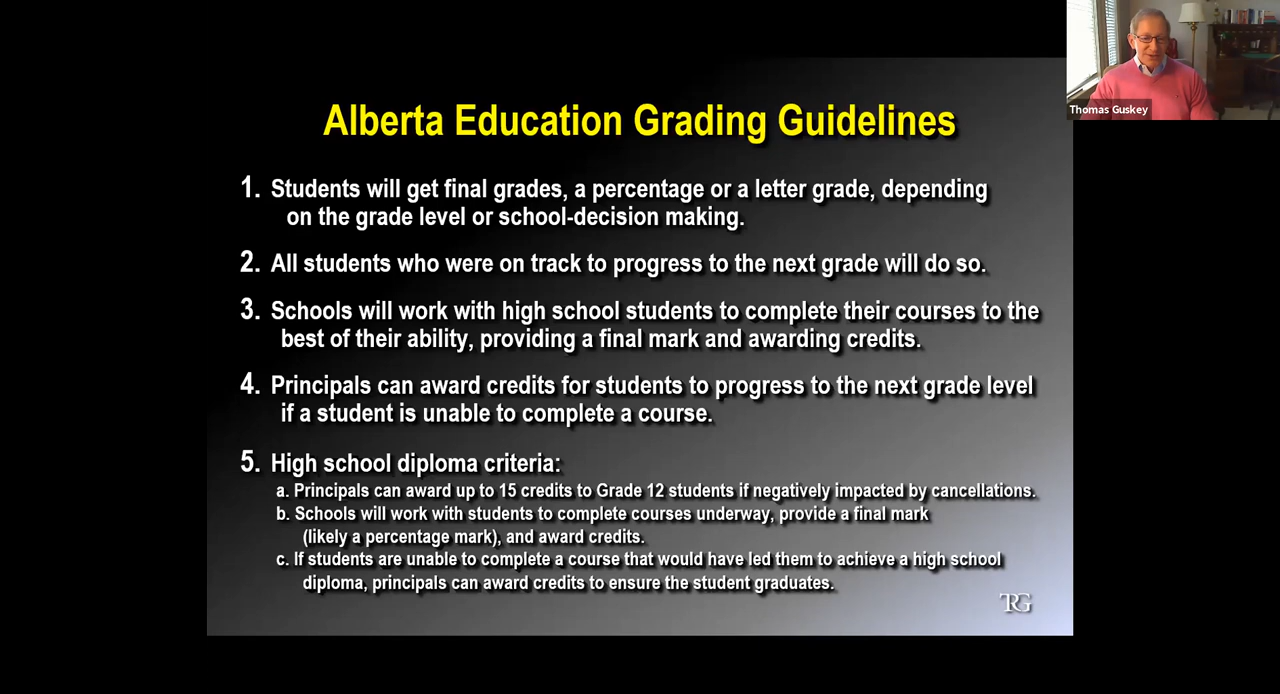 Thomas Guskey
Alberta Education Grading Guidelines
1. Students will get final grades, a percentage or a letter grade, depending
on the grade level or school-decision making.
2. All students who were on track to progress to the next grade will do so.
3. Schools will work with high school students to complete their courses to the
best of their ability, providing a final mark and awarding credits.
4. Principals can award credits for students to progress to the next grade level
if a student is unable to complete a course.
5. High school diploma criteria:
a. Principals can award up to 15 credits to Grade 12 students if negatively impacted by cancellations.
b. Schools will work with students to complete courses underway, provide a final mark
(likely a percentage mark), and award credits.
c. If students are unable to complete a course that would have led them to achieve a high school
diploma, principals can award credits to ensure the student graduates.
TRG